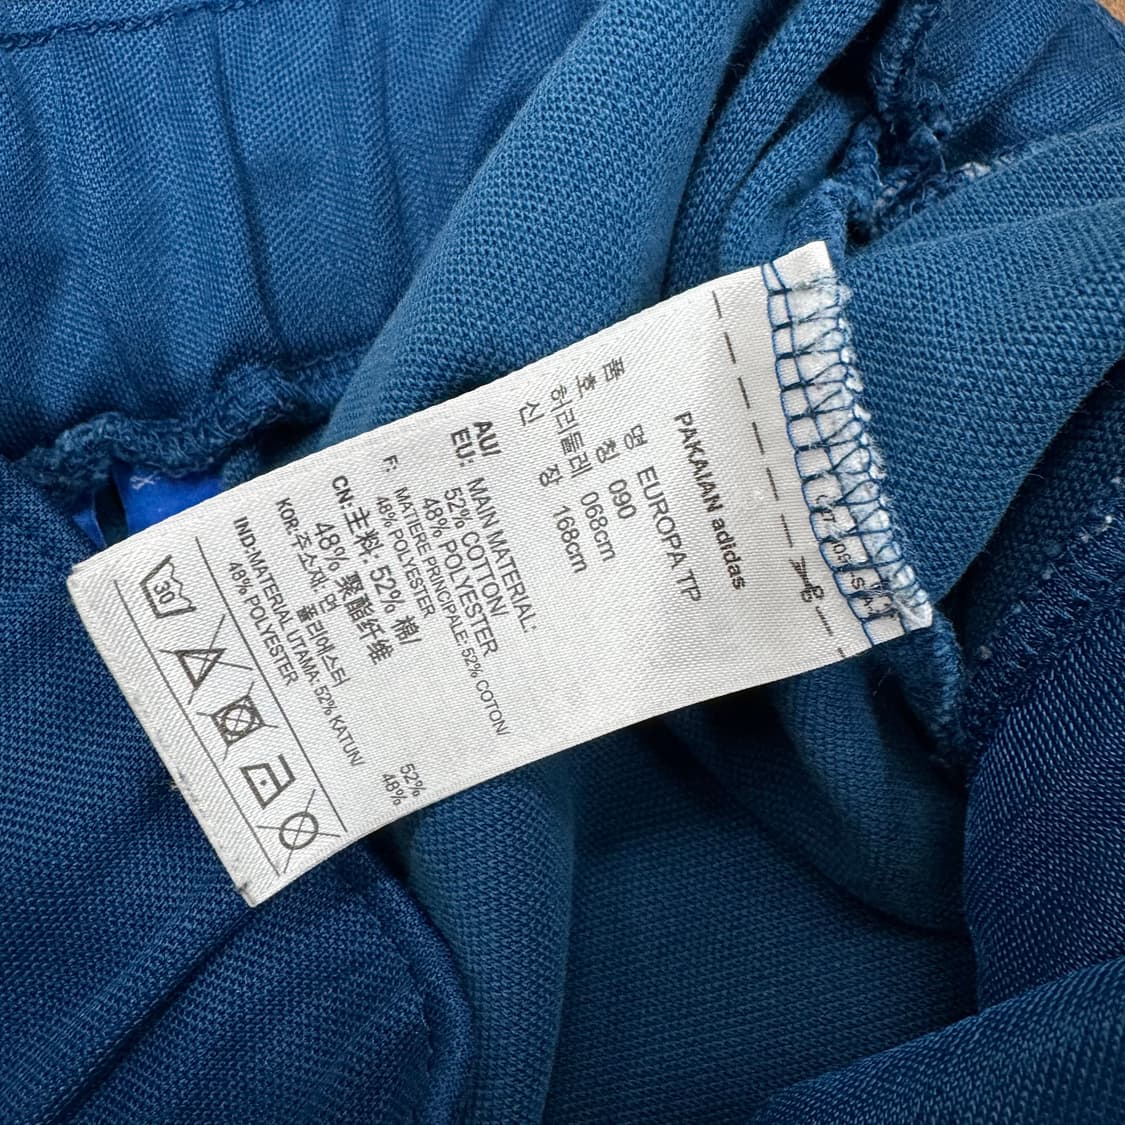 PAKAIAN adidas
품 명 EUROPA TP
호 칭 090
허리둘레 068cm
신 장 168cm
AU/
EU: MAIN MATERIAL:
52% COTTON/
48% POLYESTER
F: MATIERE PRINCIPALE: 52% COTON/
48% POLYESTER
CN: 主料: 52% 棉/
48% 聚酯纤维
KOR: 주소재 면 52%
폴리에스터 48%
IND: MATERIAL UTAMA: 52% KATUN/
48% POLYESTER
30